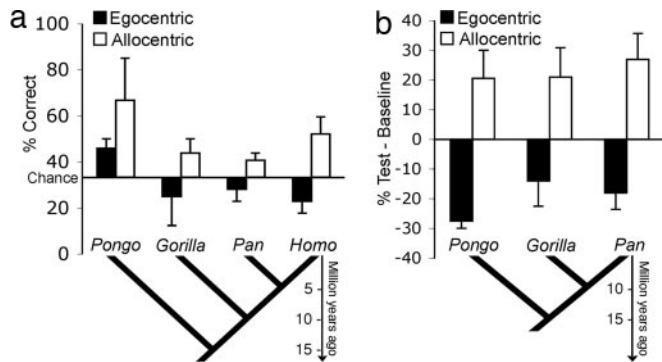 a
Egocentric
Allocentric
% Correct
100
80
60
40
Chance
20
0
Pongo Gorilla Pan Homo
5
10
15
Million years ago
b
Egocentric
Allocentric
% Test - Baseline
40
30
20
10
0
-10
-20
-30
-40
Pongo Gorilla Pan
5
10
15
Million years ago